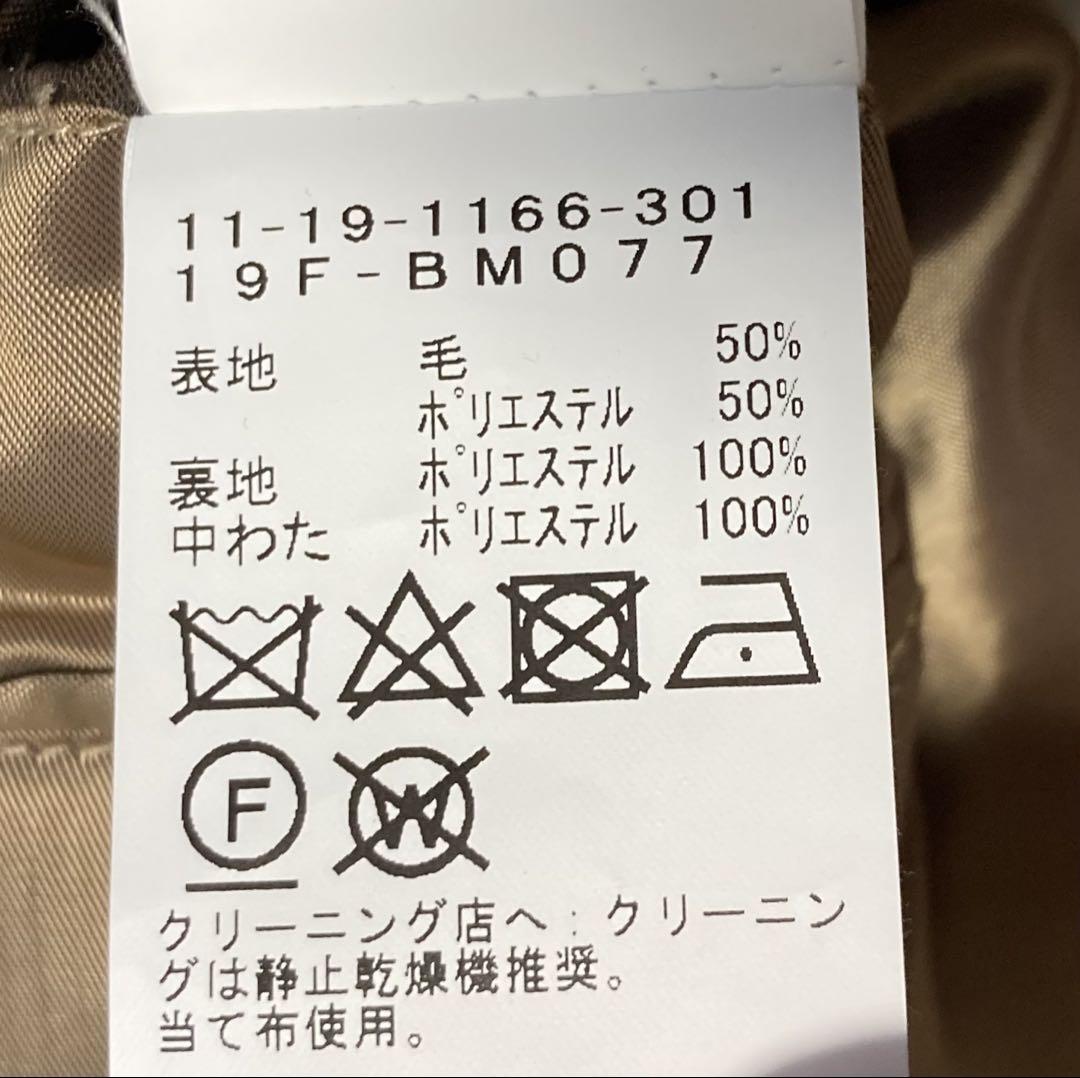 11-19-1166-301
19F-BM077
表地 毛 50%
ポリエステル 50%
裏地 ポリエステル 100%
中わた ポリエステル 100%
F W
クリーニング店へ:クリーニン
グは静止乾燥機推奨。
当て布使用。